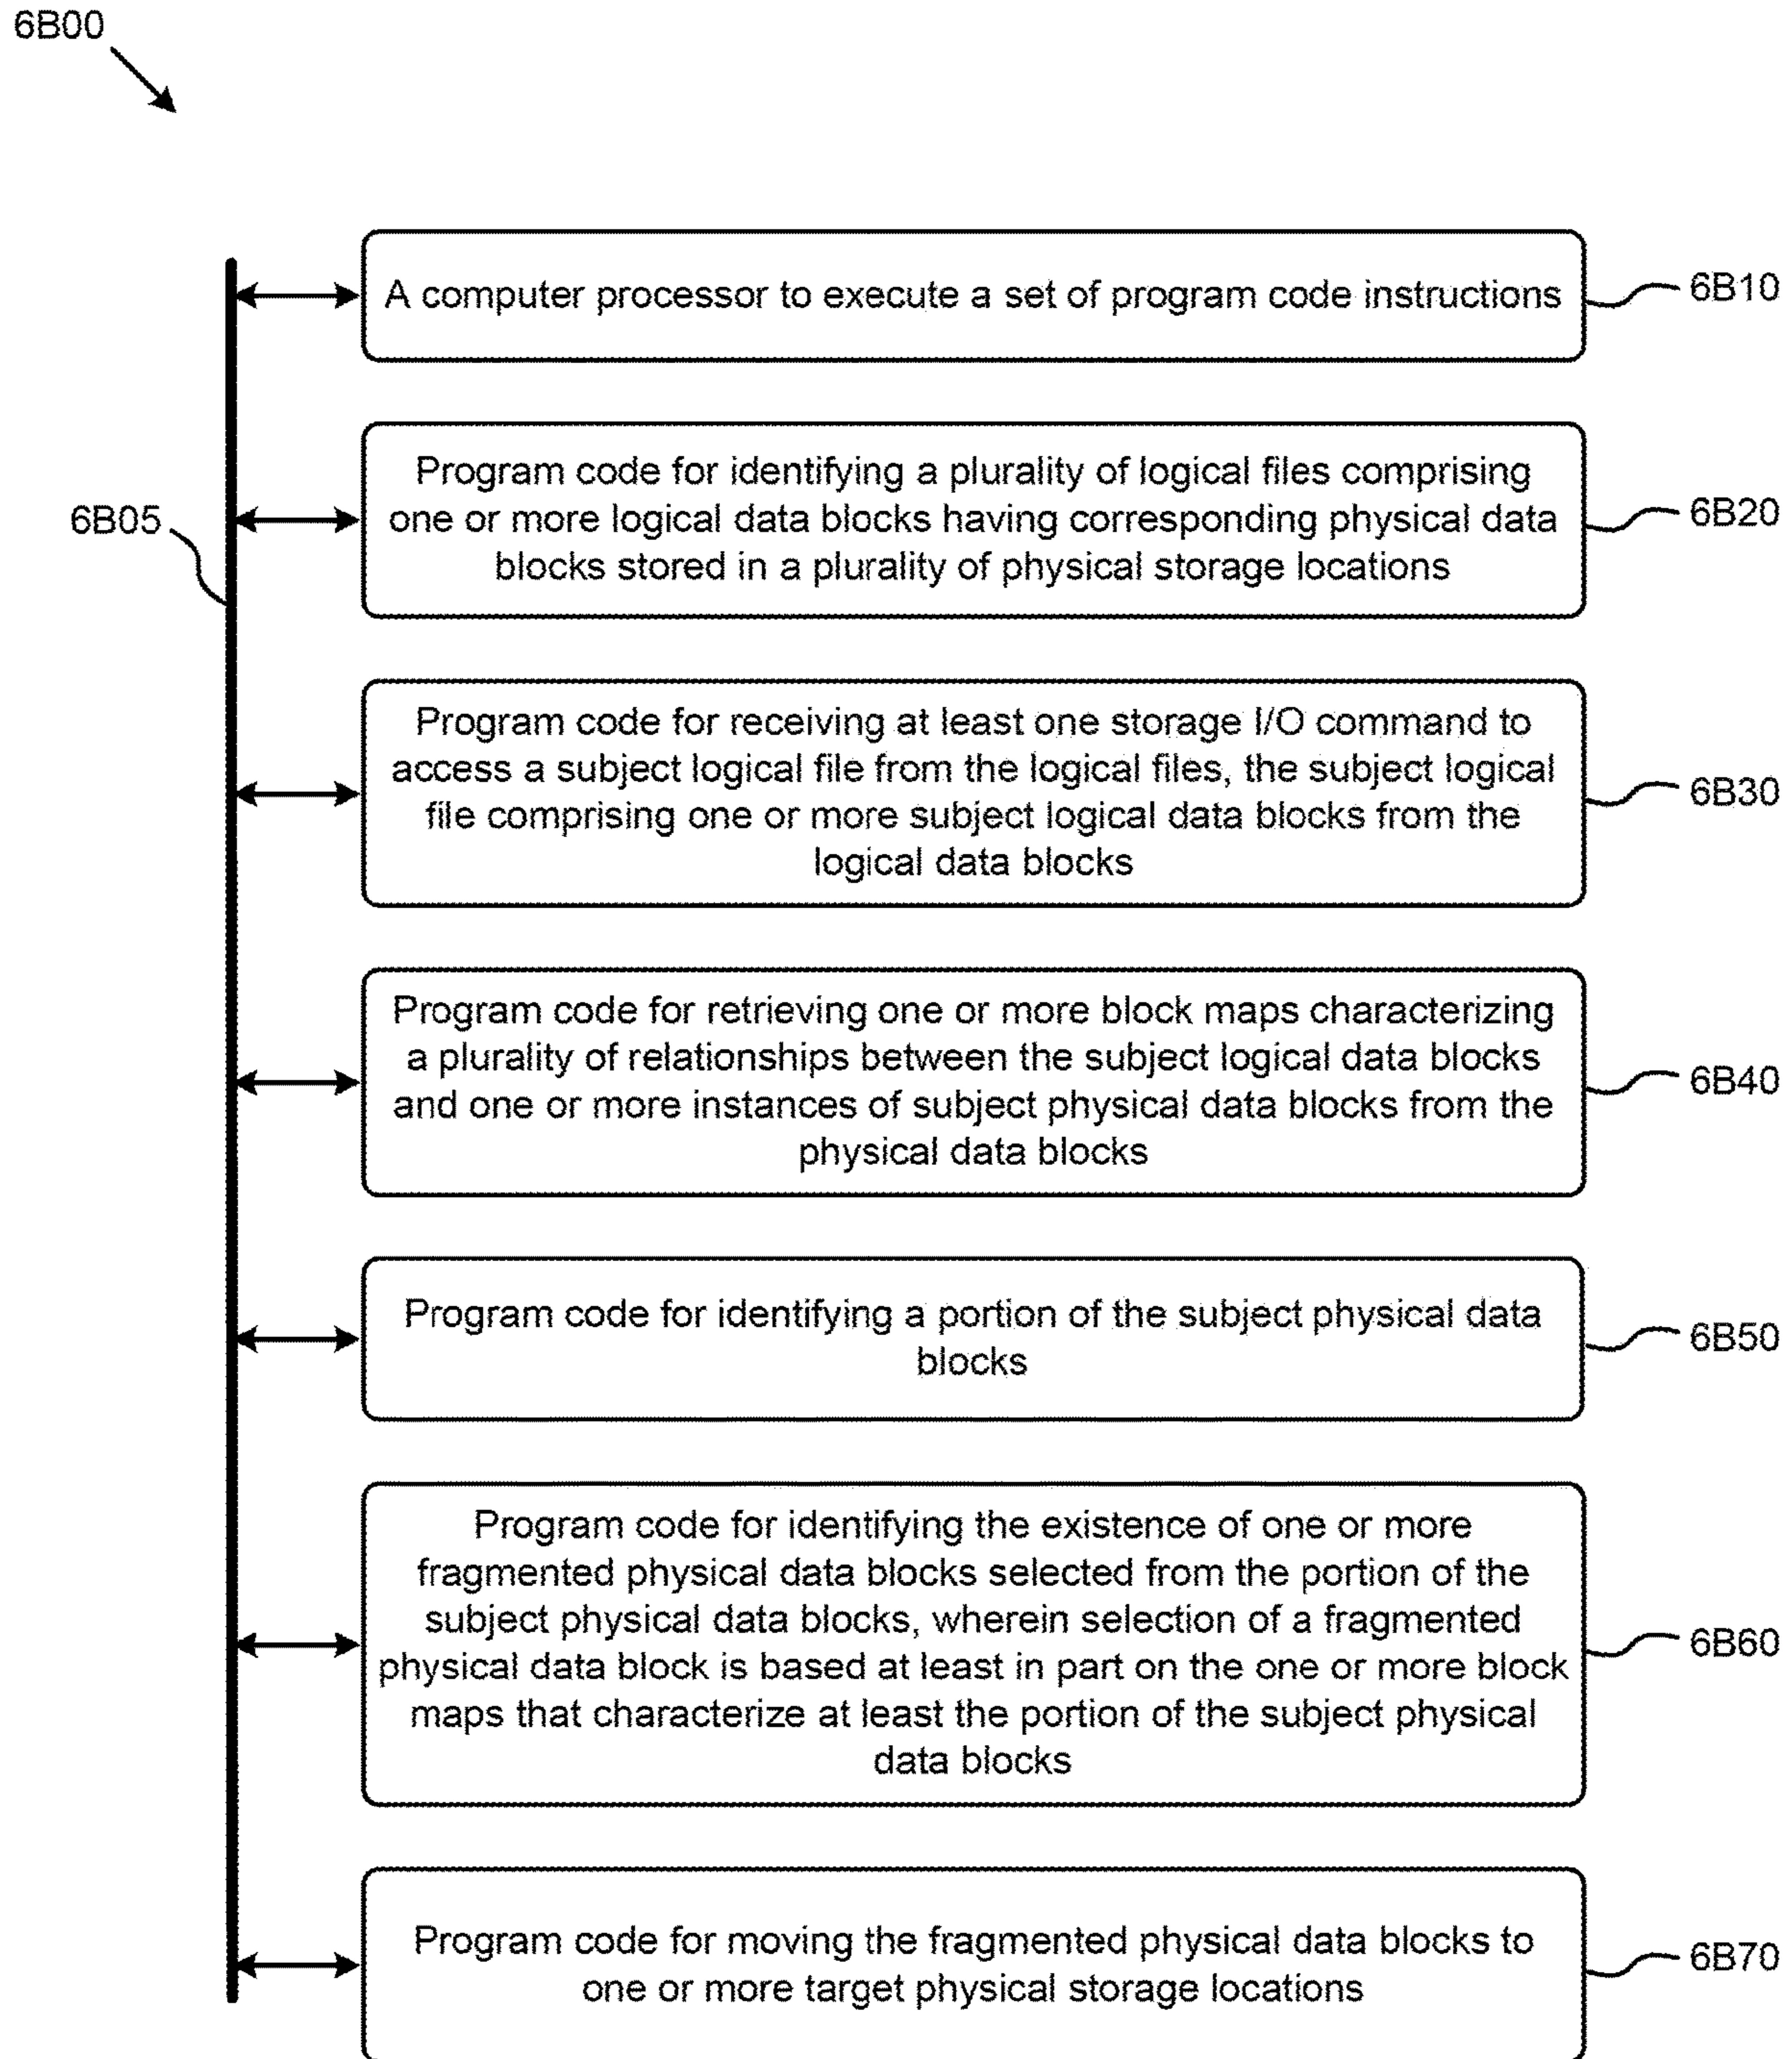 6B00
A computer processor to execute a set of program code instructions
6B10
Program code for identifying a plurality of logical files comprising
one or more logical data blocks having corresponding physical data
blocks stored in a plurality of physical storage locations
6B05
6B20
Program code for receiving at least one storage I/O command to
access a subject logical file from the logical files, the subject logical
file comprising one or more subject logical data blocks from the
logical data blocks
6B30
Program code for retrieving one or more block maps characterizing
a plurality of relationships between the subject logical data blocks
and one or more instances of subject physical data blocks from the
physical data blocks
6B40
Program code for identifying a portion of the subject physical data
blocks
6B50
Program code for identifying the existence of one or more
fragmented physical data blocks selected from the portion of the
subject physical data blocks, wherein selection of a fragmented
physical data block is based at least in part on the one or more block
maps that characterize at least the portion of the subject physical
data blocks
6B60
Program code for moving the fragmented physical data blocks to
one or more target physical storage locations
6B70